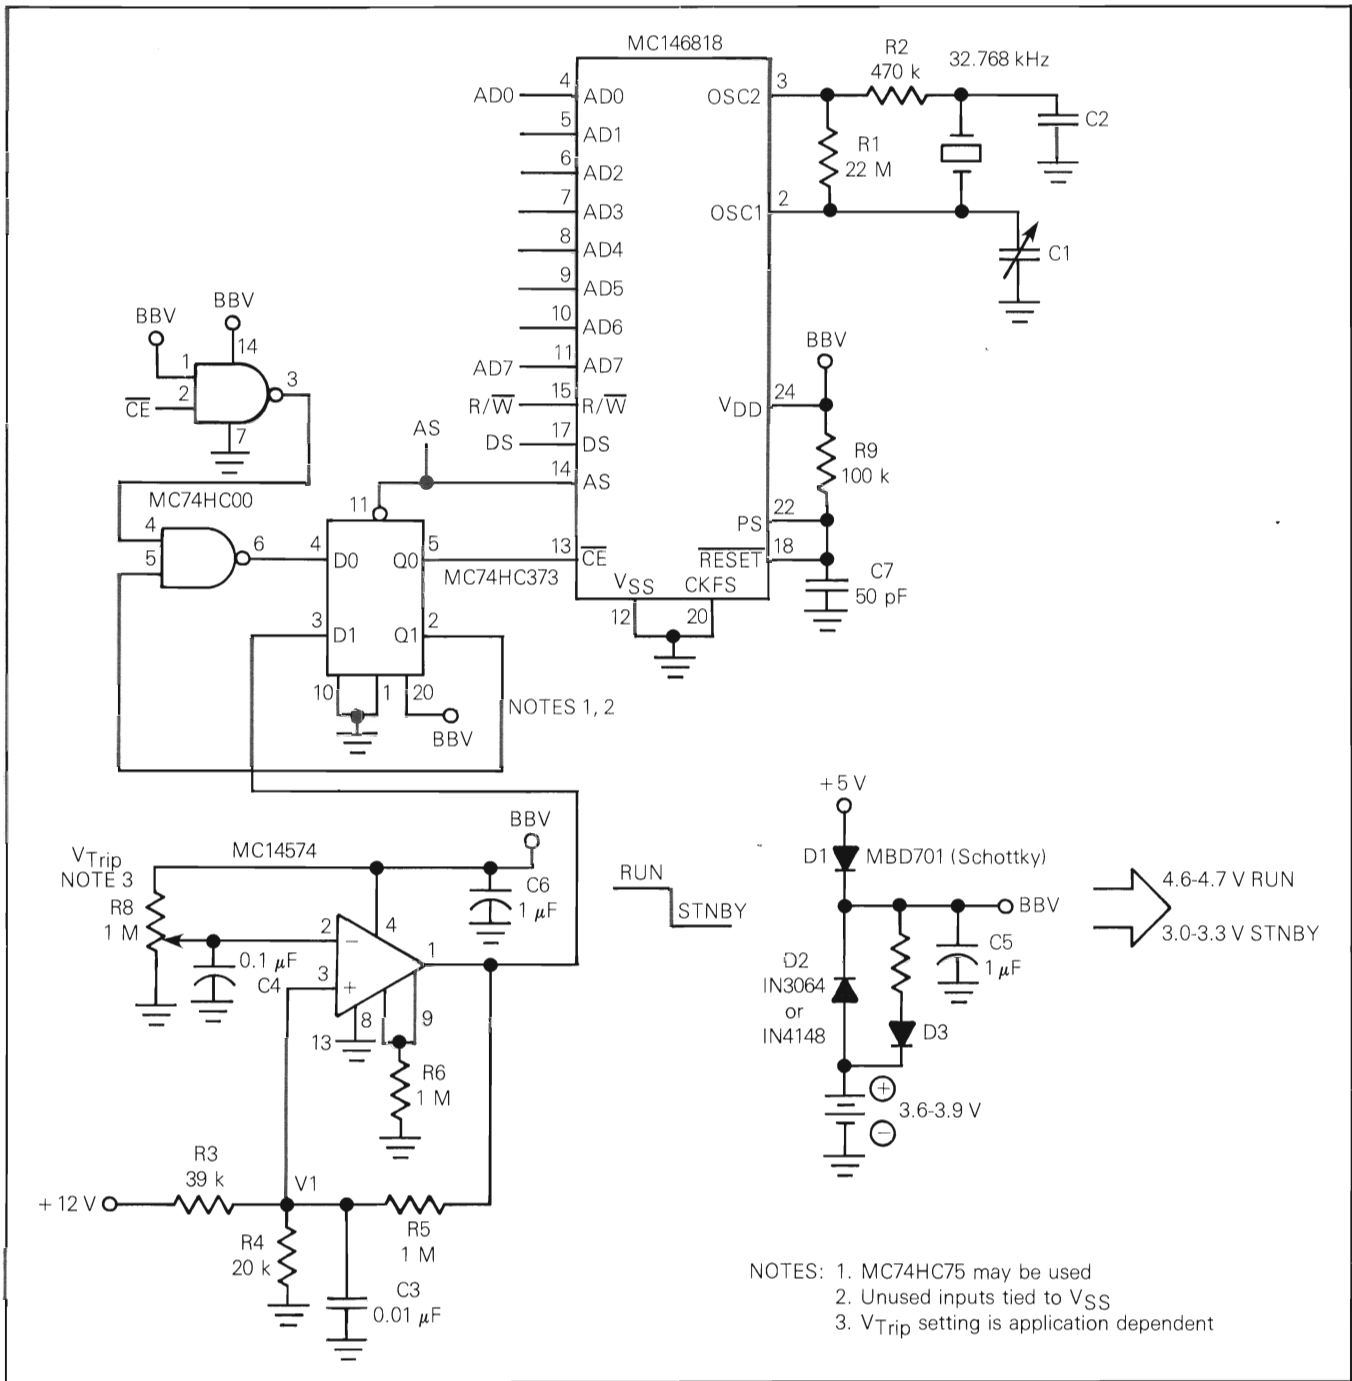 MC146818
4 AD0 AD0
5 AD1
6 AD2
7 AD3
8 AD4
9 AD5
10 AD6
AD7 11 AD7
R/W̅ 15 R/W̅
DS 17 DS
AS 14 AS
13 C̅E̅
OSC2 3
OSC1 2
R2
470 k
32.768 kHz
C2
R1
22 M
C1
BBV
VDD 24
R9
100 k
PS 22
R̅E̅S̅E̅T̅ 18
C7
50 pF
VSS CKFS
12 20
BBV
BBV
14
1
2 3
C̅E̅
7
MC74HC00
4
5 6
11
4 D0 Q0 5
MC74HC373
3 D1 Q1 2
10 1 20
BBV
NOTES 1, 2
VTrip
NOTE 3
MC14574
BBV
R8
1 M
C6
1 μF
2 − 4
1
0.1 μF
C4
3 +
8 9
13
R6
1 M
RUN
STNBY
+5 V
D1 MBD701 (Schottky)
BBV
4.6-4.7 V RUN
3.0-3.3 V STNBY
C5
1 μF
D2
IN3064
or
IN4148
D3
+
3.6-3.9 V
−
+ 12 V
R3
39 k
V1
R4
20 k
R5
1 M
C3
0.01 μF
NOTES: 1. MC74HC75 may be used
2. Unused inputs tied to VSS
3. VTrip setting is application dependent